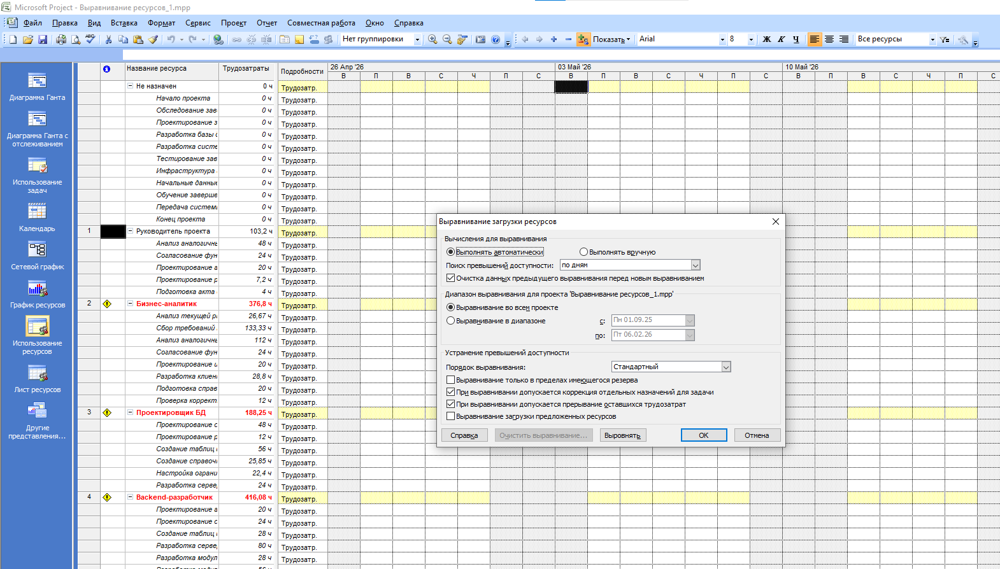 Microsoft Project - Выравнивание ресурсов_1.mpp
Файл Правка Вид Вставка Формат Сервис Проект Отчет Совместная работа Окно Справка
Нет группировки Показать Arial 8 Ж К Ч Все ресурсы
Диаграмма Ганта
Диаграмма Ганта с отслеживанием
Использование задач
Календарь
Сетевой график
График ресурсов
Использование ресурсов
Лист ресурсов
Другие представления...
Название ресурса Трудозатраты Подробности 26 Апр '26 03 Май '26 10 Май '26
В П В С Ч П С В П В С Ч П С В П В С Ч П С
Не назначен 0 ч Трудозатр.
Начало проекта 0 ч Трудозатр.
Обследование зав 0 ч Трудозатр.
Проектирование з 0 ч Трудозатр.
Разработка базы 0 ч Трудозатр.
Разработка систе 0 ч Трудозатр.
Тестирование зав 0 ч Трудозатр.
Инфраструктура 0 ч Трудозатр.
Начальные данные 0 ч Трудозатр.
Обучение заверше 0 ч Трудозатр.
Передача систем 0 ч Трудозатр.
Конец проекта 0 ч Трудозатр.
1 Руководитель проекта 103,2 ч Трудозатр.
Анализ аналогичн 48 ч Трудозатр.
Согласование фун 24 ч Трудозатр.
Проектирование а 20 ч Трудозатр.
Проектирование р 7,2 ч Трудозатр.
Подготовка акта 4 ч Трудозатр.
2 Бизнес-аналитик 376,8 ч Трудозатр.
Анализ текущей р 26,67 ч Трудозатр.
Сбор требований 133,33 ч Трудозатр.
Анализ аналогичн 112 ч Трудозатр.
Согласование фун 24 ч Трудозатр.
Проектирование и 20 ч Трудозатр.
Разработка клиен 28,8 ч Трудозатр.
Подготовка справ 20 ч Трудозатр.
Проверка коррект 12 ч Трудозатр.
3 Проектировщик БД 188,25 ч Трудозатр.
Проектирование с 48 ч Трудозатр.
Проектирование р 12 ч Трудозатр.
Создание таблиц 56 ч Трудозатр.
Создание справоч 25,85 ч Трудозатр.
Настройка ограни 22,4 ч Трудозатр.
Разработка серве 24 ч Трудозатр.
4 Backend-разработчик 416,08 ч Трудозатр.
Проектирование а 20 ч Трудозатр.
Проектирование с 24 ч Трудозатр.
Создание таблиц 28 ч Трудозатр.
Разработка серве 80 ч Трудозатр.
Разработка модул 28 ч Трудозатр.
Выравнивание загрузки ресурсов
Вычисления для выравнивания
Выполнять автоматически Выполнять вручную
Поиск превышений доступности: по дням
Очистка данных предыдущего выравнивания перед новым выравниванием
Диапазон выравнивания для проекта 'Выравнивание ресурсов_1.mpp'
Выравнивание во всем проекте
Выравнивание в диапазоне с: Пн 01.09.25
по: Пт 06.02.26
Устранение превышений доступности
Порядок выравнивания: Стандартный
Выравнивание только в пределах имеющегося резерва
При выравнивании допускается коррекция отдельных назначений для задачи
При выравнивании допускается прерывание оставшихся трудозатрат
Выравнивание загрузки предложенных ресурсов
Справка Очистить выравнивание... Выровнять ОК Отмена